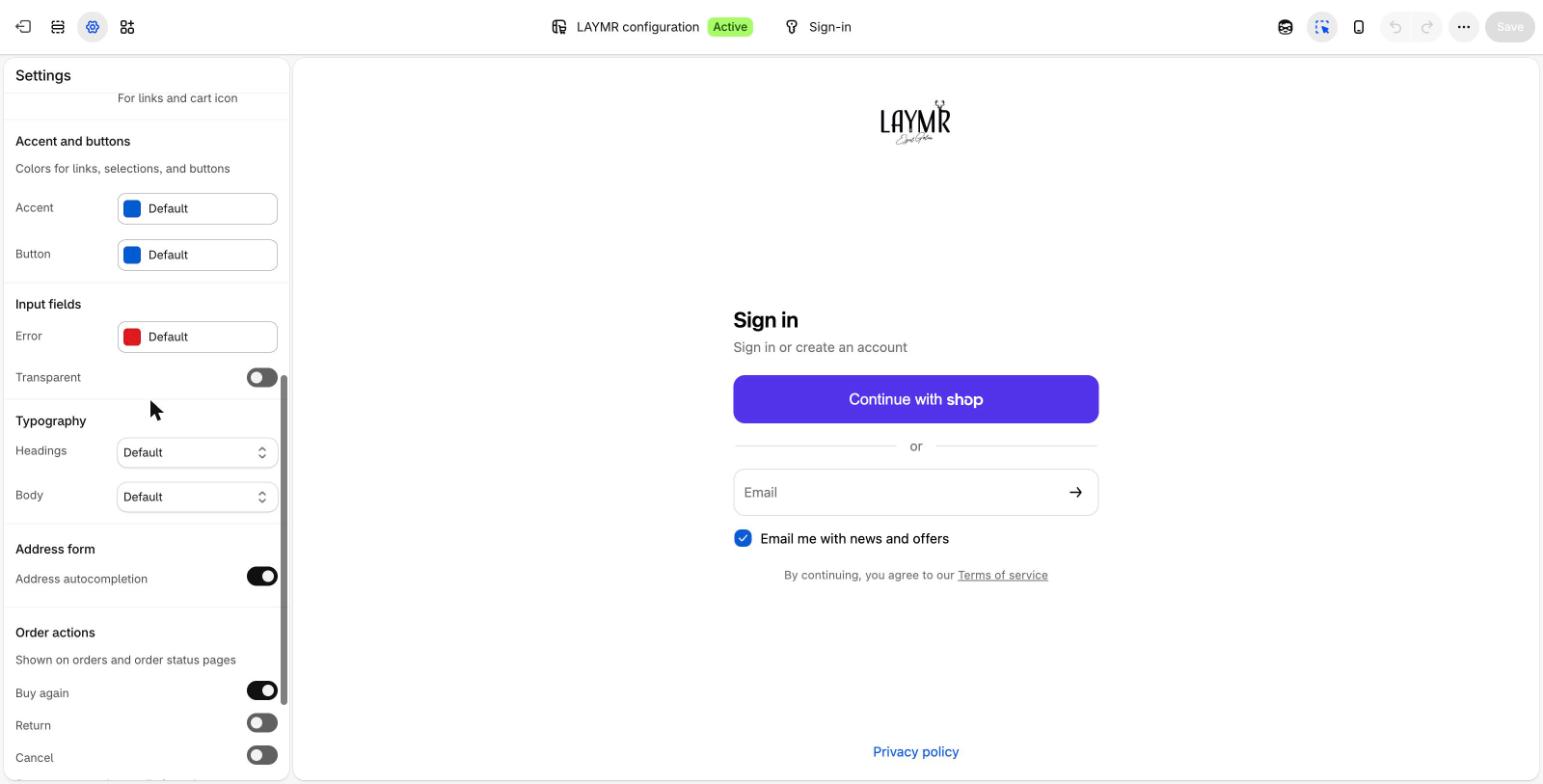 LAYMR configuration
Active
Sign-in
Save
Settings
For links and cart icon
Accent and buttons
Colors for links, selections, and buttons
Accent
Default
Button
Default
Input fields
Error
Default
Transparent
Typography
Headings
Default
Body
Default
Address form
Address autocompletion
Order actions
Shown on orders and order status pages
Buy again
Return
Cancel
LAYMR
Sign in
Sign in or create an account
Continue with shop
or
Email
Email me with news and offers
By continuing, you agree to our Terms of service
Privacy policy